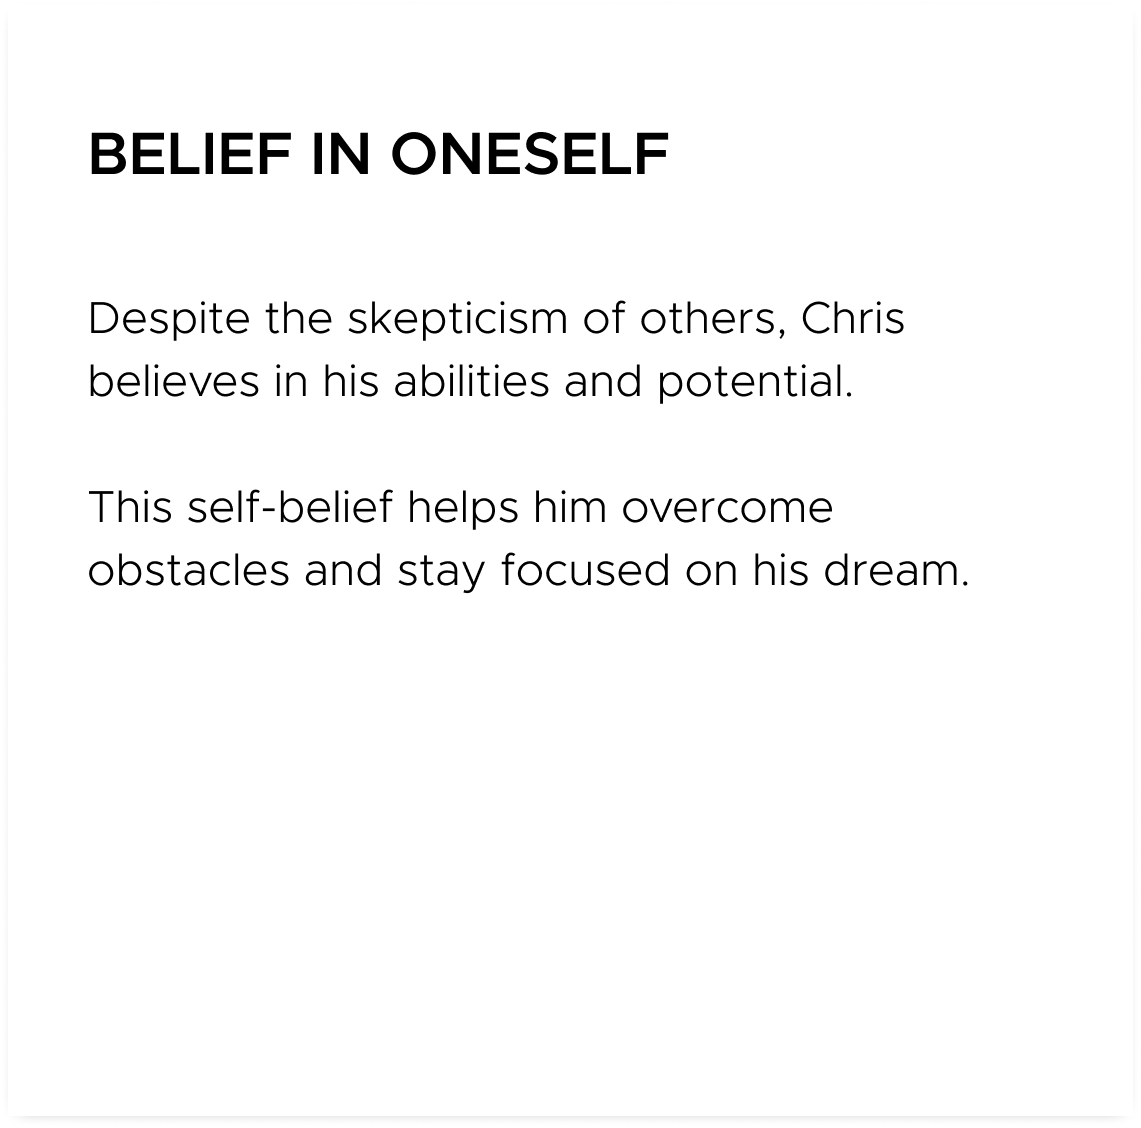 BELIEF IN ONESELF
Despite the skepticism of others, Chris
believes in his abilities and potential.
This self-belief helps him overcome
obstacles and stay focused on his dream.